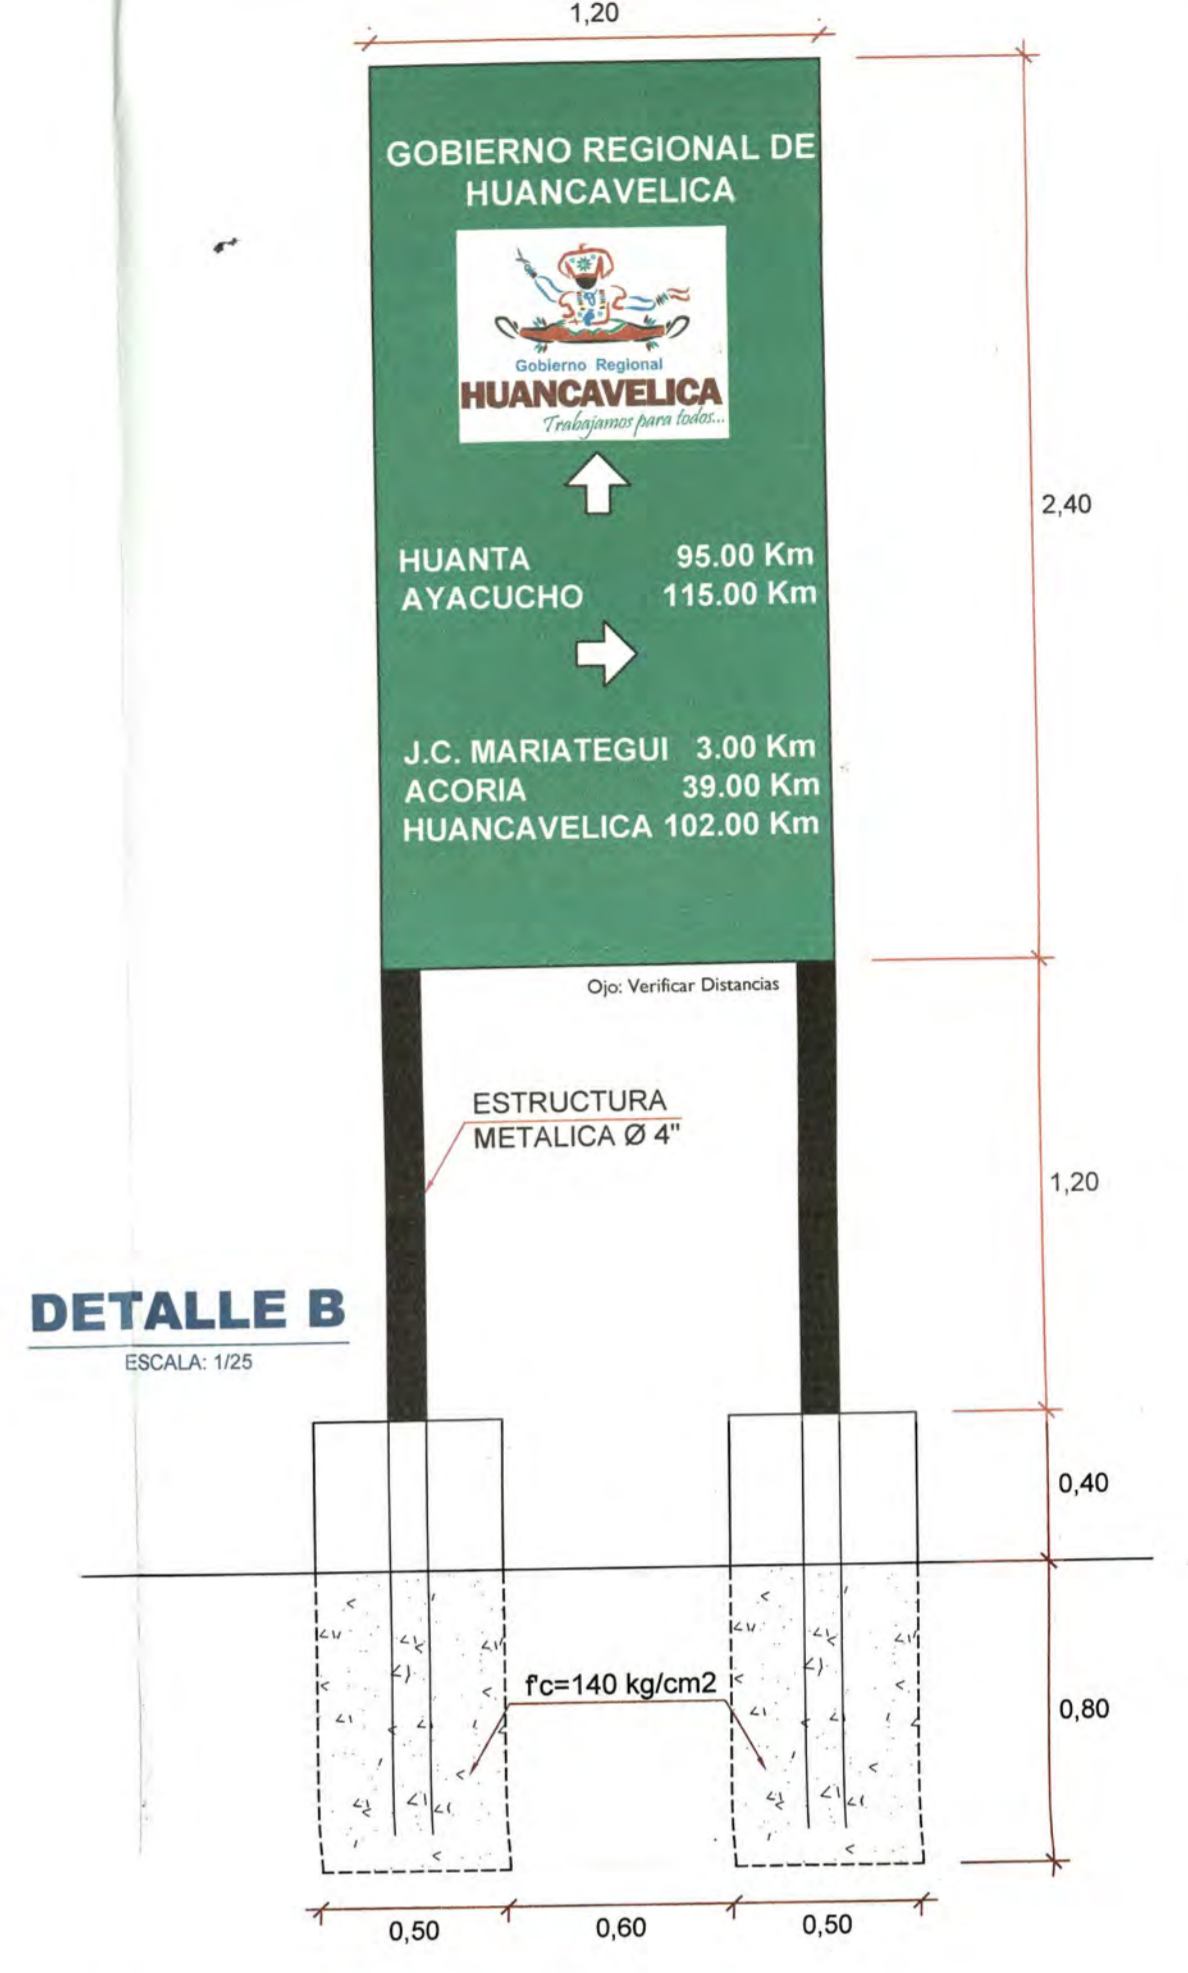 1,20
GOBIERNO REGIONAL DE
HUANCAVELICA
Gobierno Regional
HUANCAVELICA
Trabajamos para todos...
2,40
HUANTA 95.00 Km
AYACUCHO 115.00 Km
J.C. MARIATEGUI 3.00 Km
ACORIA 39.00 Km
HUANCAVELICA 102.00 Km
Ojo: Verificar Distancias
ESTRUCTURA
METALICA Ø 4"
1,20
DETALLE B
ESCALA: 1/25
0,40
f'c=140 kg/cm2
0,80
0,50
0,60
0,50